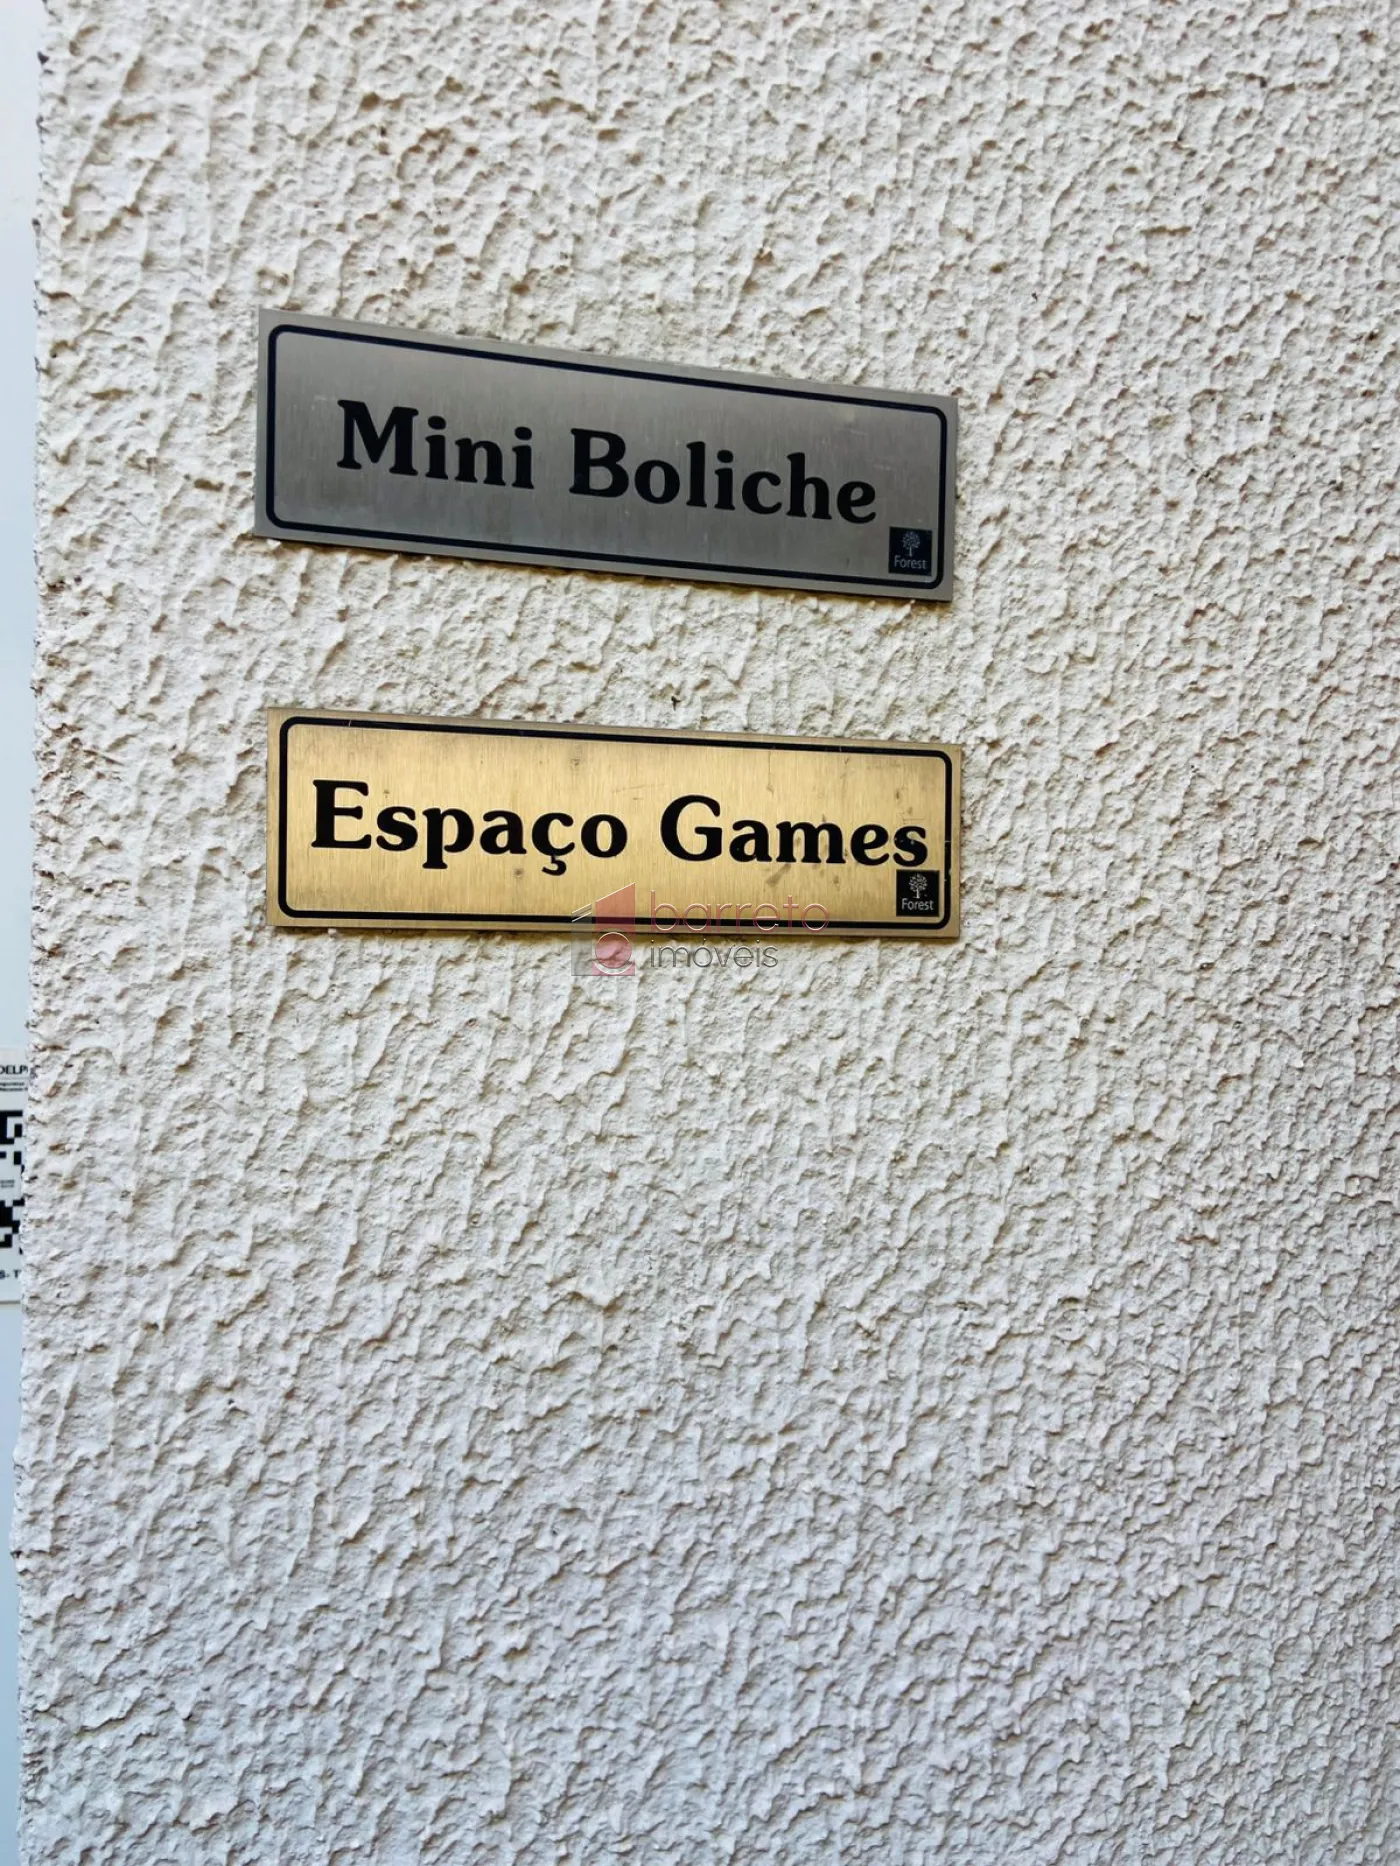 Mini Boliche
Forest
Espaço Games
Forest
barreto
imóveis